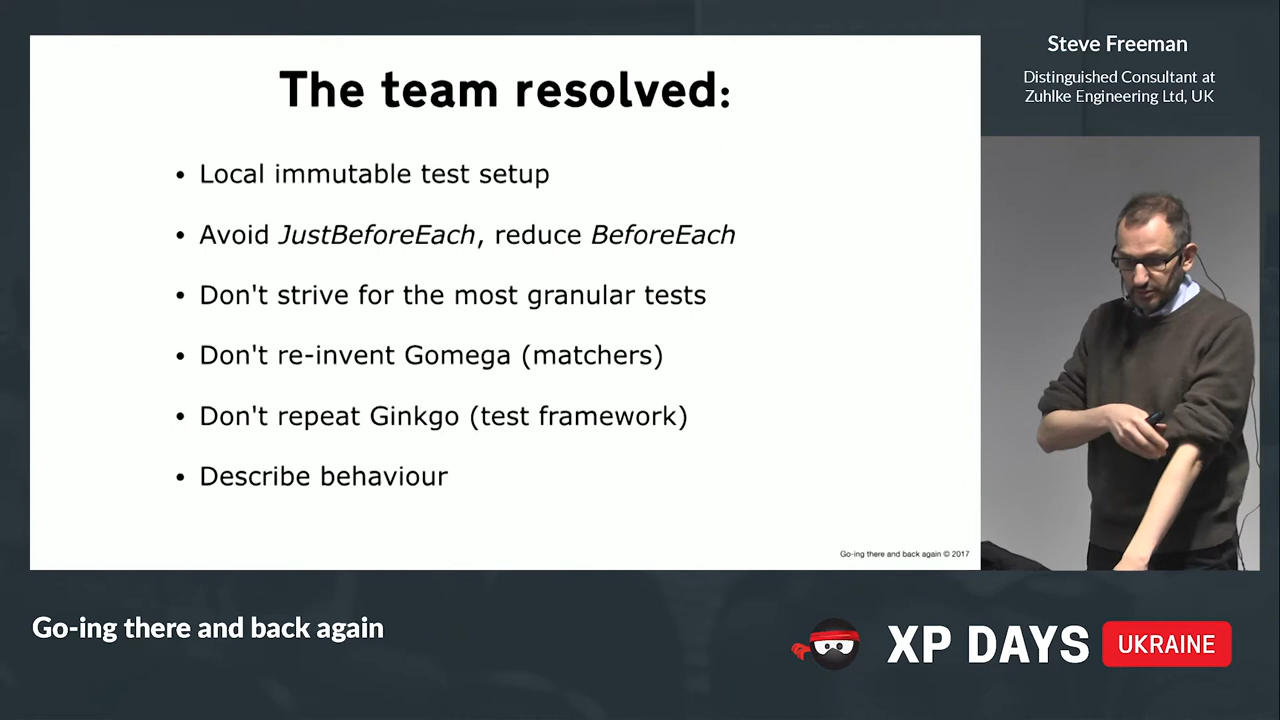 The team resolved:
• Local immutable test setup
• Avoid JustBeforeEach, reduce BeforeEach
• Don't strive for the most granular tests
• Don't re-invent Gomega (matchers)
• Don't repeat Ginkgo (test framework)
• Describe behaviour
Go-ing there and back again © 2017
Steve Freeman
Distinguished Consultant at
Zuhlke Engineering Ltd, UK
Go-ing there and back again
XP DAYS UKRAINE